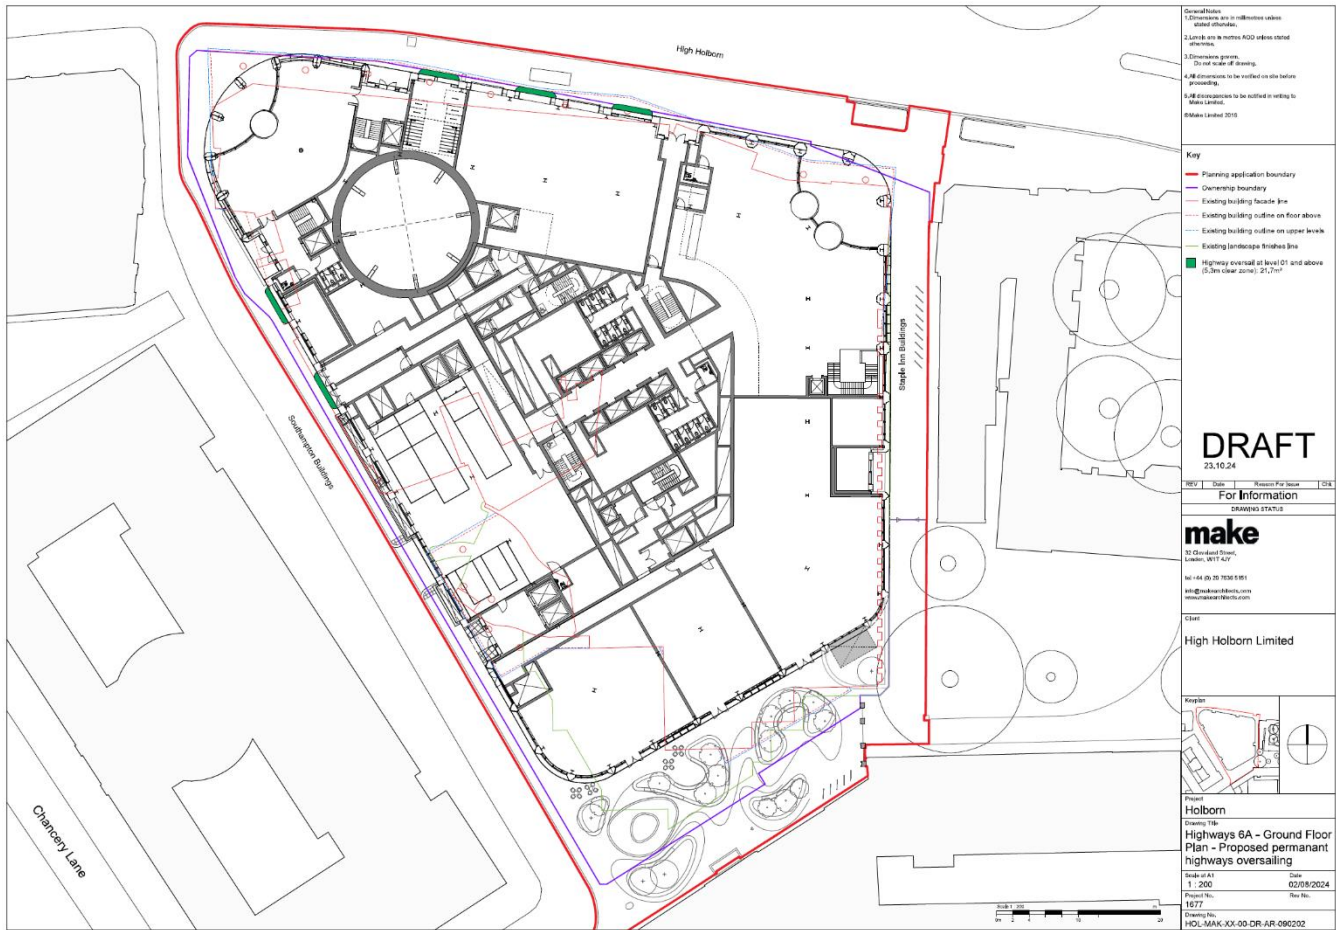 High Holborn
Staple Inn Buildings
Southampton Buildings
Chancery Lane
General Notes
1.Dimensions are in millimetres unless
stated otherwise.
2.Levels are in metres AOD unless stated
otherwise.
3.Dimensions govern.
Do not scale off drawing.
4.All dimensions to be verified on site before
proceeding.
5.All discrepancies to be notified in writing to
Make Limited.
Key
Planning application boundary
Ownership boundary
Existing building facade line
Existing building outline on floor above
Existing building outline on upper levels
Existing landscape finishes line
Highway oversail at level 01 and above
(5.3m clear zone): 21.7m²
DRAFT
23.10.24
REV Date Reason For Issue Chk
For Information
DRAWING STATUS
make
32 Cleveland Street,
London, W1T 4JY
info@makearchitects.com
www.makearchitects.com
Client
High Holborn Limited
Keyplan
Project
Holborn
Drawing Title
Highways 6A - Ground Floor
Plan - Proposed permanant
highways oversailing
Scale at A1 Date
1 : 200 02/08/2024
Project No. Rev No.
1677
Drawing No.
HOL-MAK-XX-00-DR-AR-090202